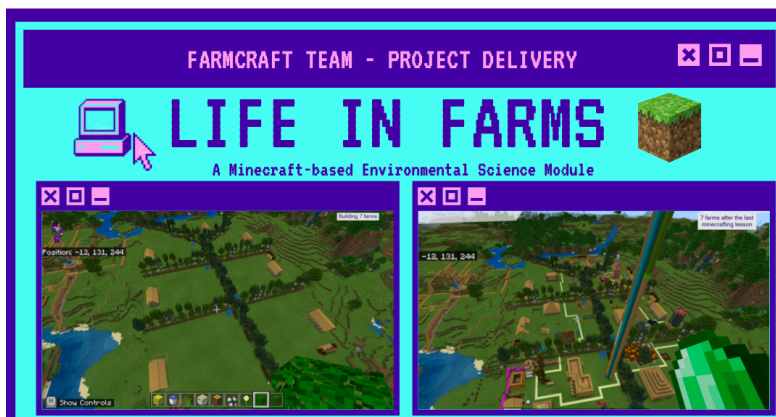 FARMCRAFT TEAM - PROJECT DELIVERY
LIFE IN FARMS
A Minecraft-based Environmental Science Module
Building 7 farms
Position: -12, 131, 244
Show Controls
7 farms after the last
minecrafting lesson
-12, 131, 244